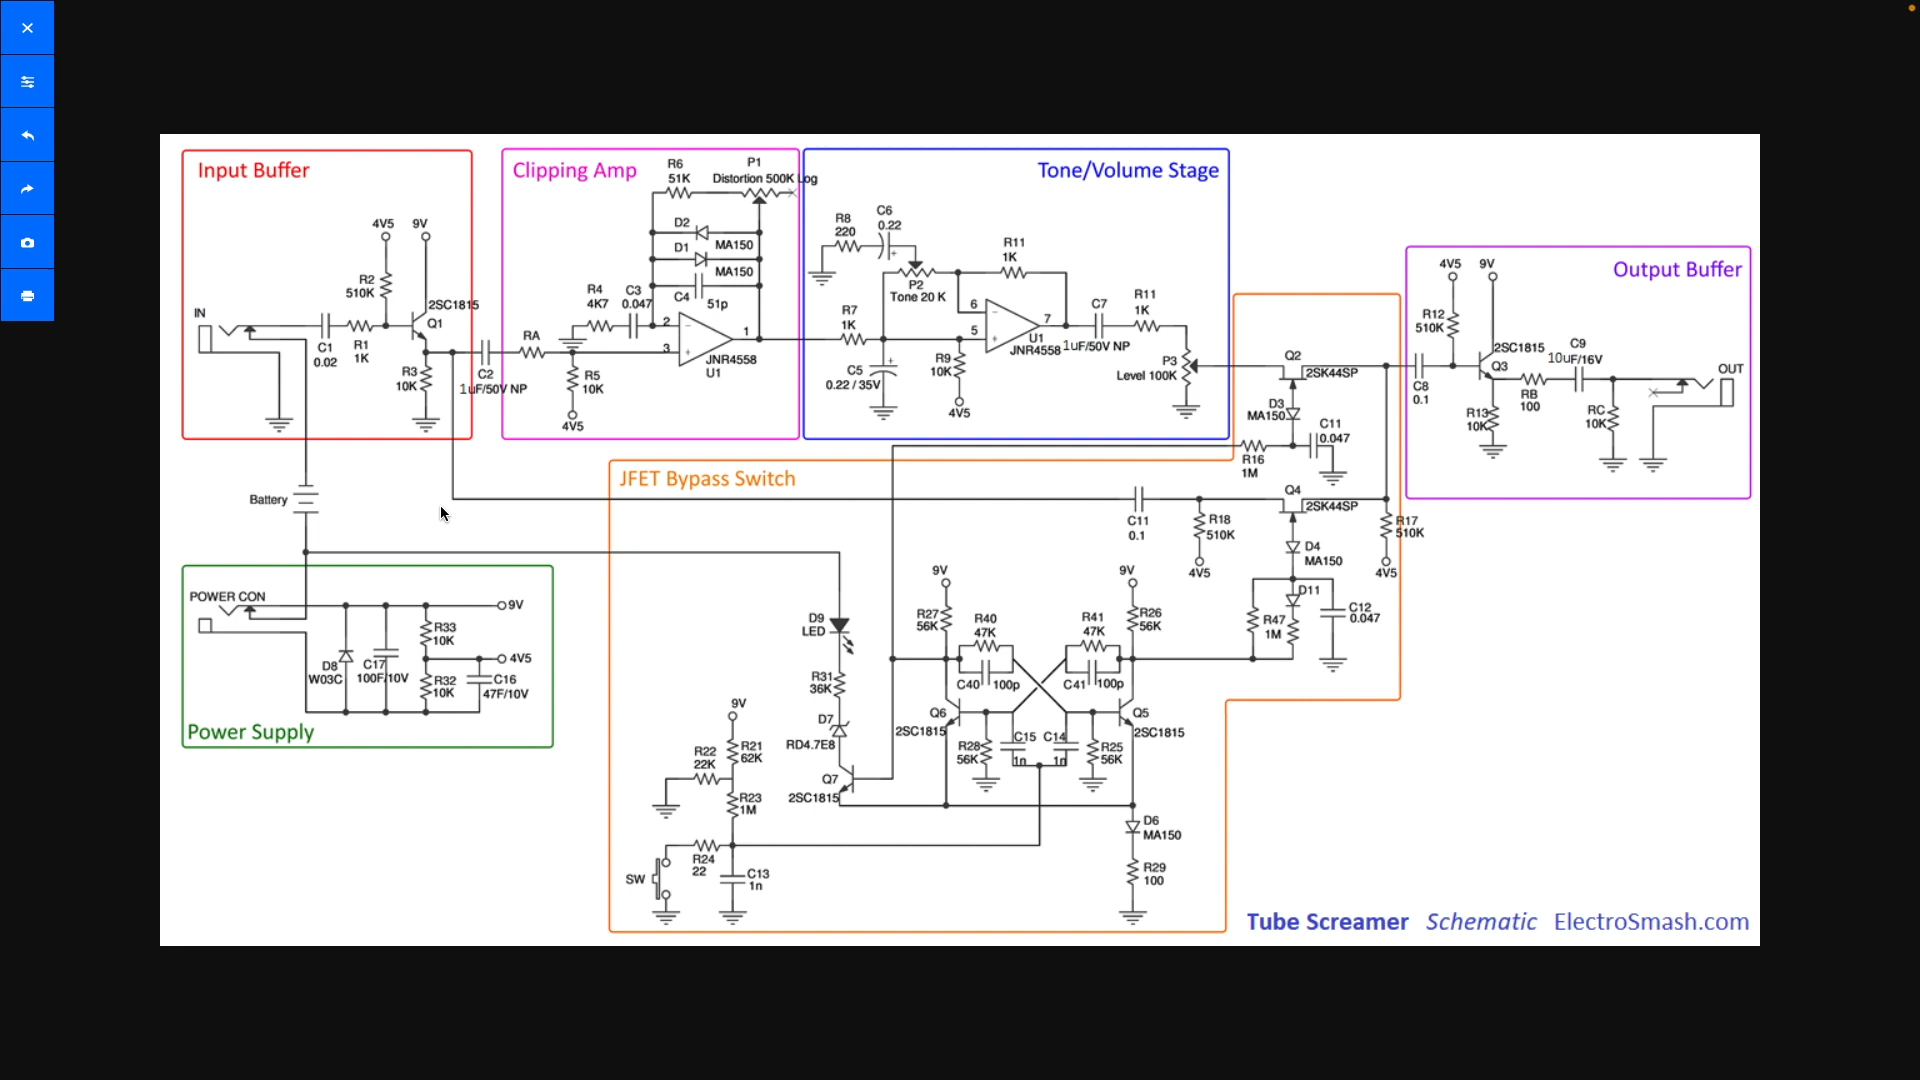 Input Buffer
4V5
9V
R2
510K
2SC1815
Q1
IN
C1
0.02
R1
1K
R3
10K
C2
1uF/50V NP
Clipping Amp
R6
51K
P1
Distortion 500K Log
D2
MA150
D1
MA150
C4
51p
R4
4K7
C3
0.047
2
3
1
JNR4558
U1
RA
R5
10K
4V5
Tone/Volume Stage
R8
220
C6
0.22
+
P2
Tone 20 K
R11
1K
R7
1K
6
5
7
U1
JNR4558
C5
0.22 / 35V
+
R9
10K
4V5
C7
1uF/50V NP
R11
1K
P3
Level 100K
Output Buffer
4V5
9V
R12
510K
2SC1815
Q3
C8
0.1
R13
10K
RB
100
C9
10uF/16V
RC
10K
OUT
JFET Bypass Switch
Q2
2SK44SP
D3
MA150
C11
0.047
R16
1M
Q4
2SK44SP
C11
0.1
R18
510K
4V5
R17
510K
4V5
D4
MA150
D11
R47
1M
C12
0.047
9V
R27
56K
R40
47K
C40
100p
9V
R26
56K
R41
47K
C41
100p
Q6
2SC1815
Q5
2SC1815
R28
56K
C15
1n
C14
1n
R25
56K
D9
LED
R31
36K
D7
RD4.7E8
Q7
2SC1815
9V
R22
22K
R21
62K
R23
1M
R24
22
SW
C13
1n
D6
MA150
R29
100
Battery
POWER CON
9V
R33
10K
4V5
D8
W03C
C17
100F/10V
R32
10K
C16
47F/10V
Power Supply
Tube Screamer Schematic ElectroSmash.com